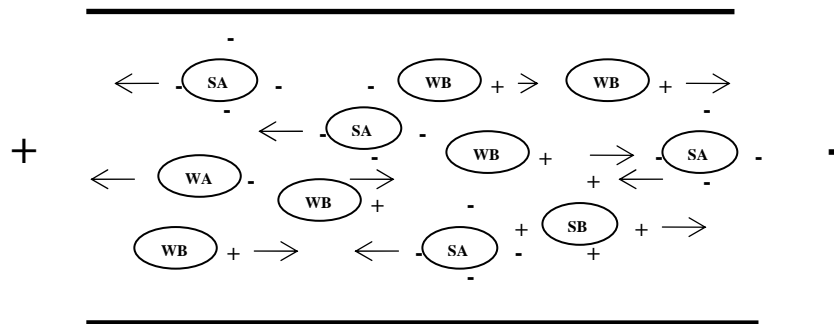 -
- SA - - WB + WB +
- -
- SA -
+ WB + - SA - -
-
WA - + -
WB + -
+ SB +
WB + - SA - +
-